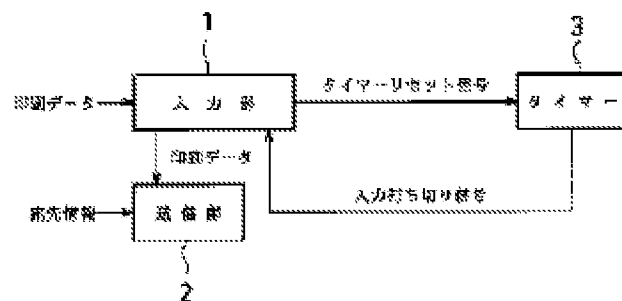 1
3
印刷データ
入力部
タイマーリセット信号
タイマー
印刷データ
入力打ち切り信号
宛先情報
送信部
2